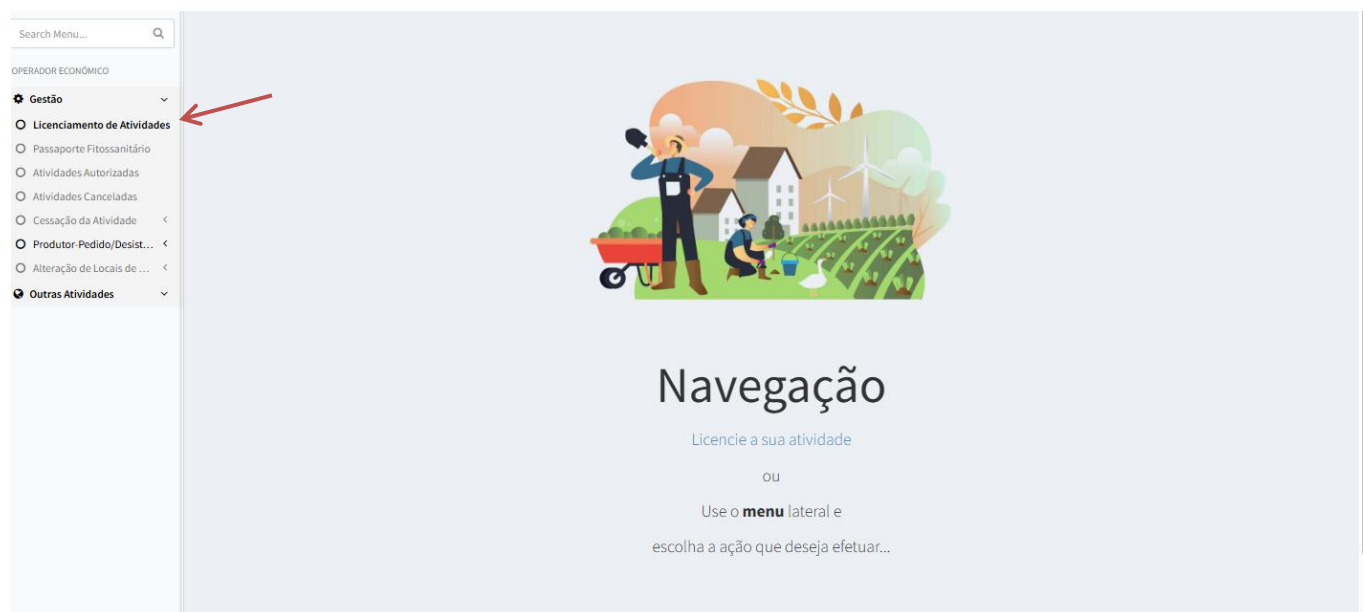 Search Menu...
OPERADOR ECONÓMICO
Gestão
Licenciamento de Atividades
Passaporte Fitossanitário
Atividades Autorizadas
Atividades Canceladas
Cessação da Atividade
Produtor-Pedido/Desist...
Alteração de Locais de ...
Outras Atividades
Navegação
Licencie a sua atividade
ou
Use o menu lateral e
escolha a ação que deseja efetuar...